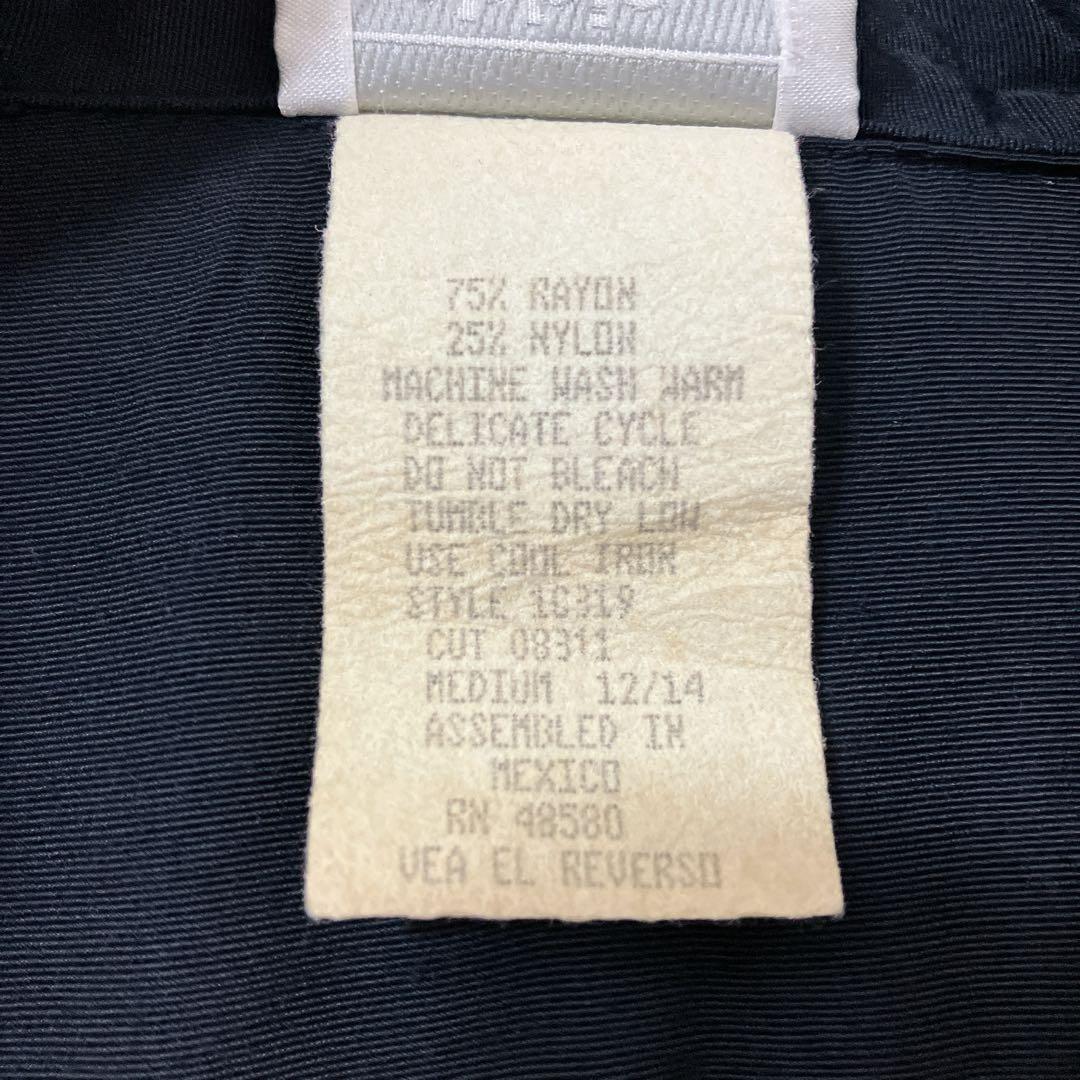 75% RAYON
25% NYLON
MACHINE WASH WARM
DELICATE CYCLE
DO NOT BLEACH
TUMBLE DRY LOW
USE COOL IRON
STYLE 16319
CUT 08311
MEDIUM 12/14
ASSEMBLED IN
MEXICO
RN 48580
VEA EL REVERSO